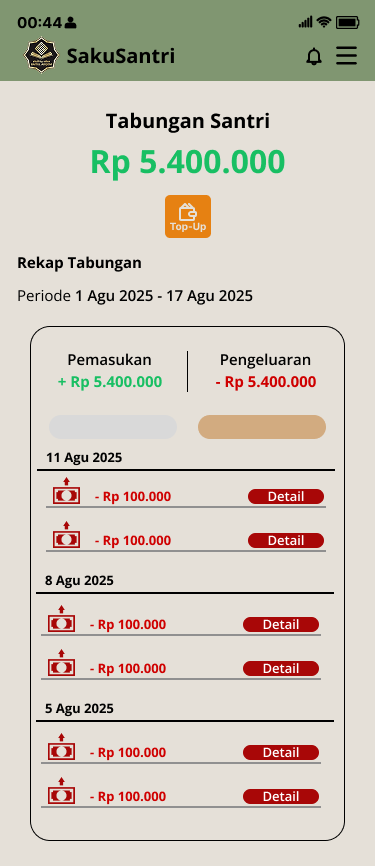 00:44
SakuSantri
Tabungan Santri
Rp 5.400.000
Top-Up
Rekap Tabungan
Periode 1 Agu 2025 - 17 Agu 2025
Pemasukan
+ Rp 5.400.000
Pengeluaran
- Rp 5.400.000
11 Agu 2025
- Rp 100.000 Detail
- Rp 100.000 Detail
8 Agu 2025
- Rp 100.000 Detail
- Rp 100.000 Detail
5 Agu 2025
- Rp 100.000 Detail
- Rp 100.000 Detail